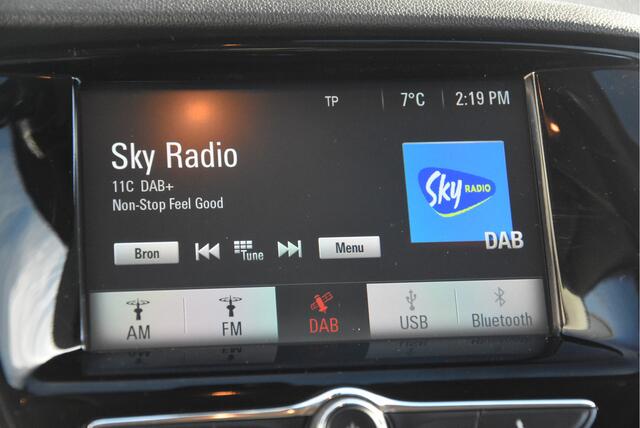 TP 7°C 2:19 PM
Sky Radio
11C DAB+
Non-Stop Feel Good
Sky RADIO
DAB
Bron Tune Menu
AM FM DAB USB Bluetooth